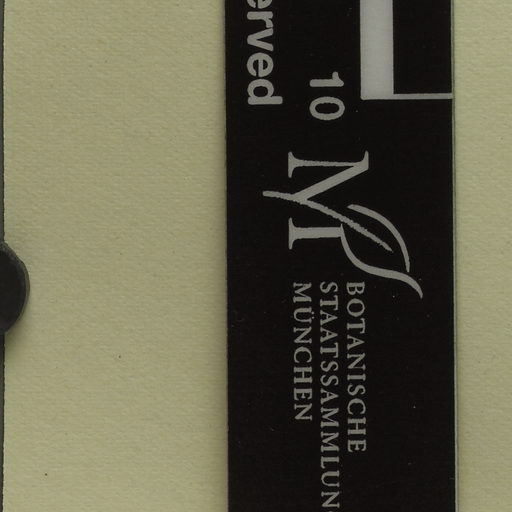 erved
10
BOTANISCHE
STAATSSAMMLUN
MÜNCHEN